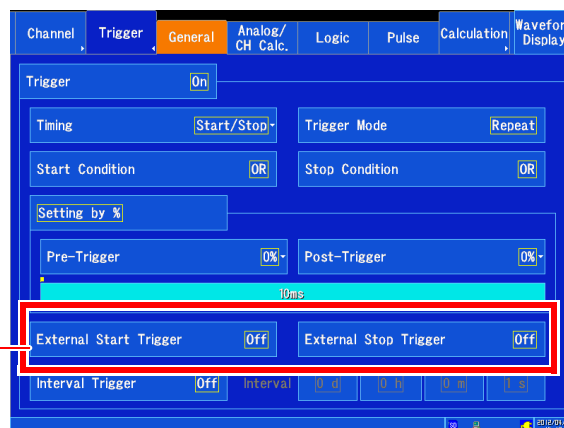 Channel Trigger General Analog/ CH Calc. Logic Pulse Calculation Wavefor Display
Trigger On
Timing Start/Stop Trigger Mode Repeat
Start Condition OR Stop Condition OR
Setting by %
Pre-Trigger 0% Post-Trigger 0%
10ms
External Start Trigger Off External Stop Trigger Off
Interval Trigger Off Interval 0 d 0 h 0 m 1 s
SD